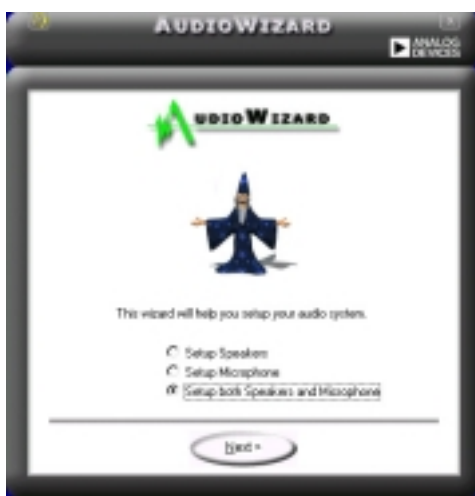 AUDIOWIZARD
ANALOG
DEVICES
AUDIOWIZARD
This wizard will help you setup your audio system.
Setup Speakers
Setup Microphone
Setup both Speakers and Microphone
Next >